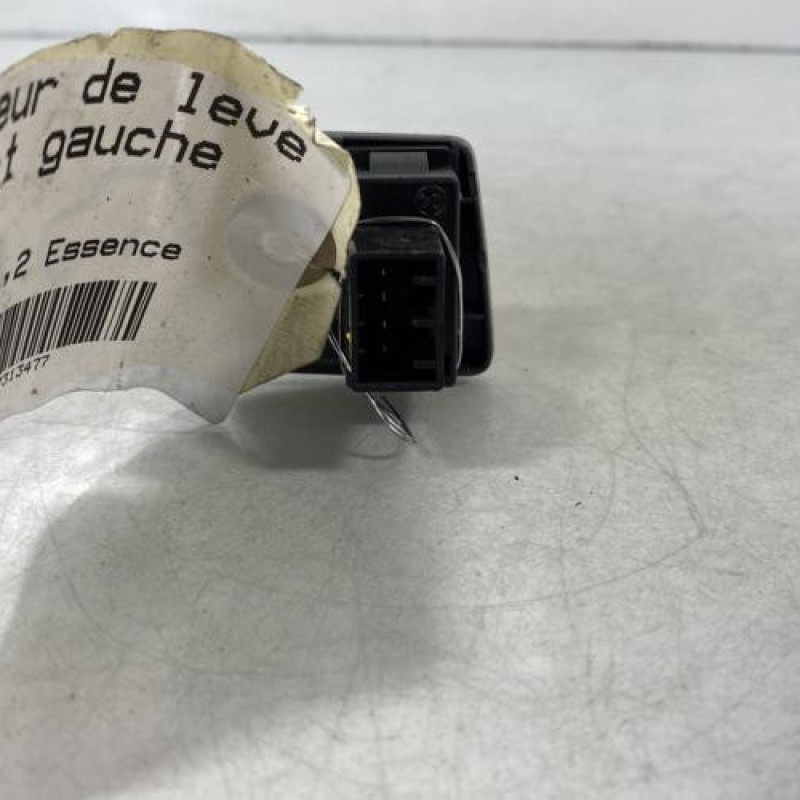 eur de leve
t gauche
,2 Essence
313477